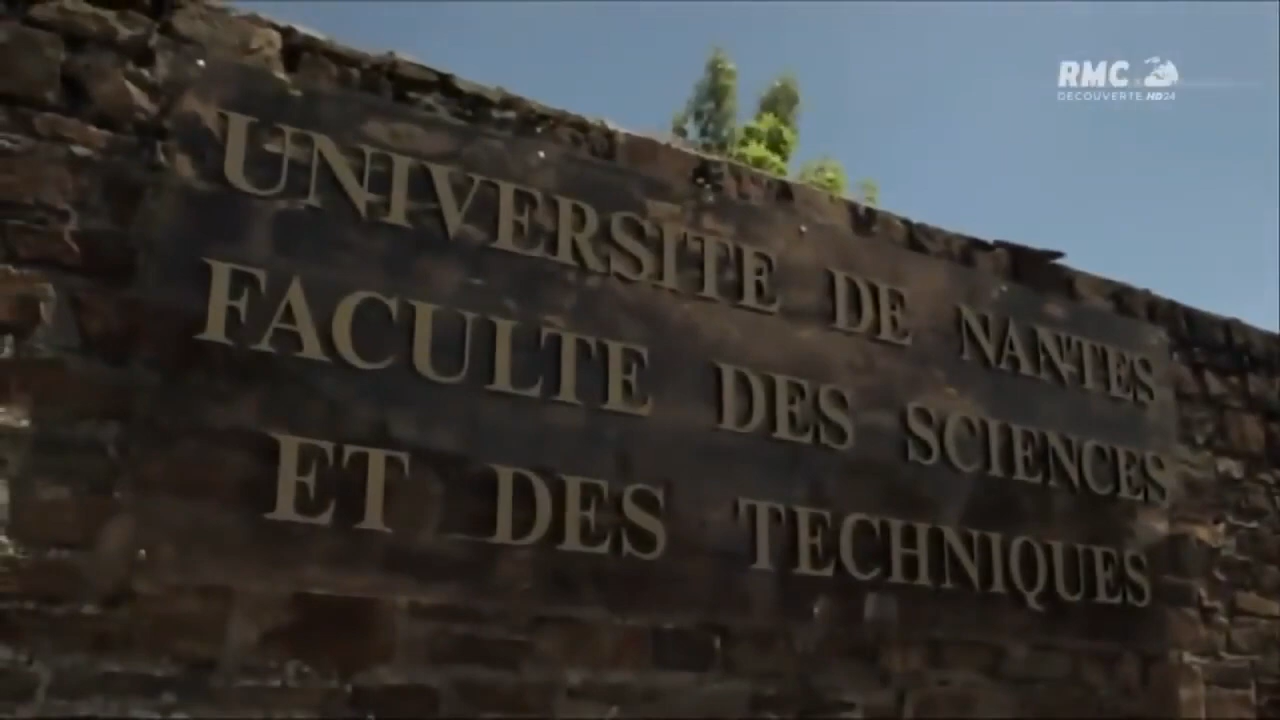 RMC
DECOUVERTE.HD24
UNIVERSITE DE NANTES
FACULTE DES SCIENCES
ET DES TECHNIQUES